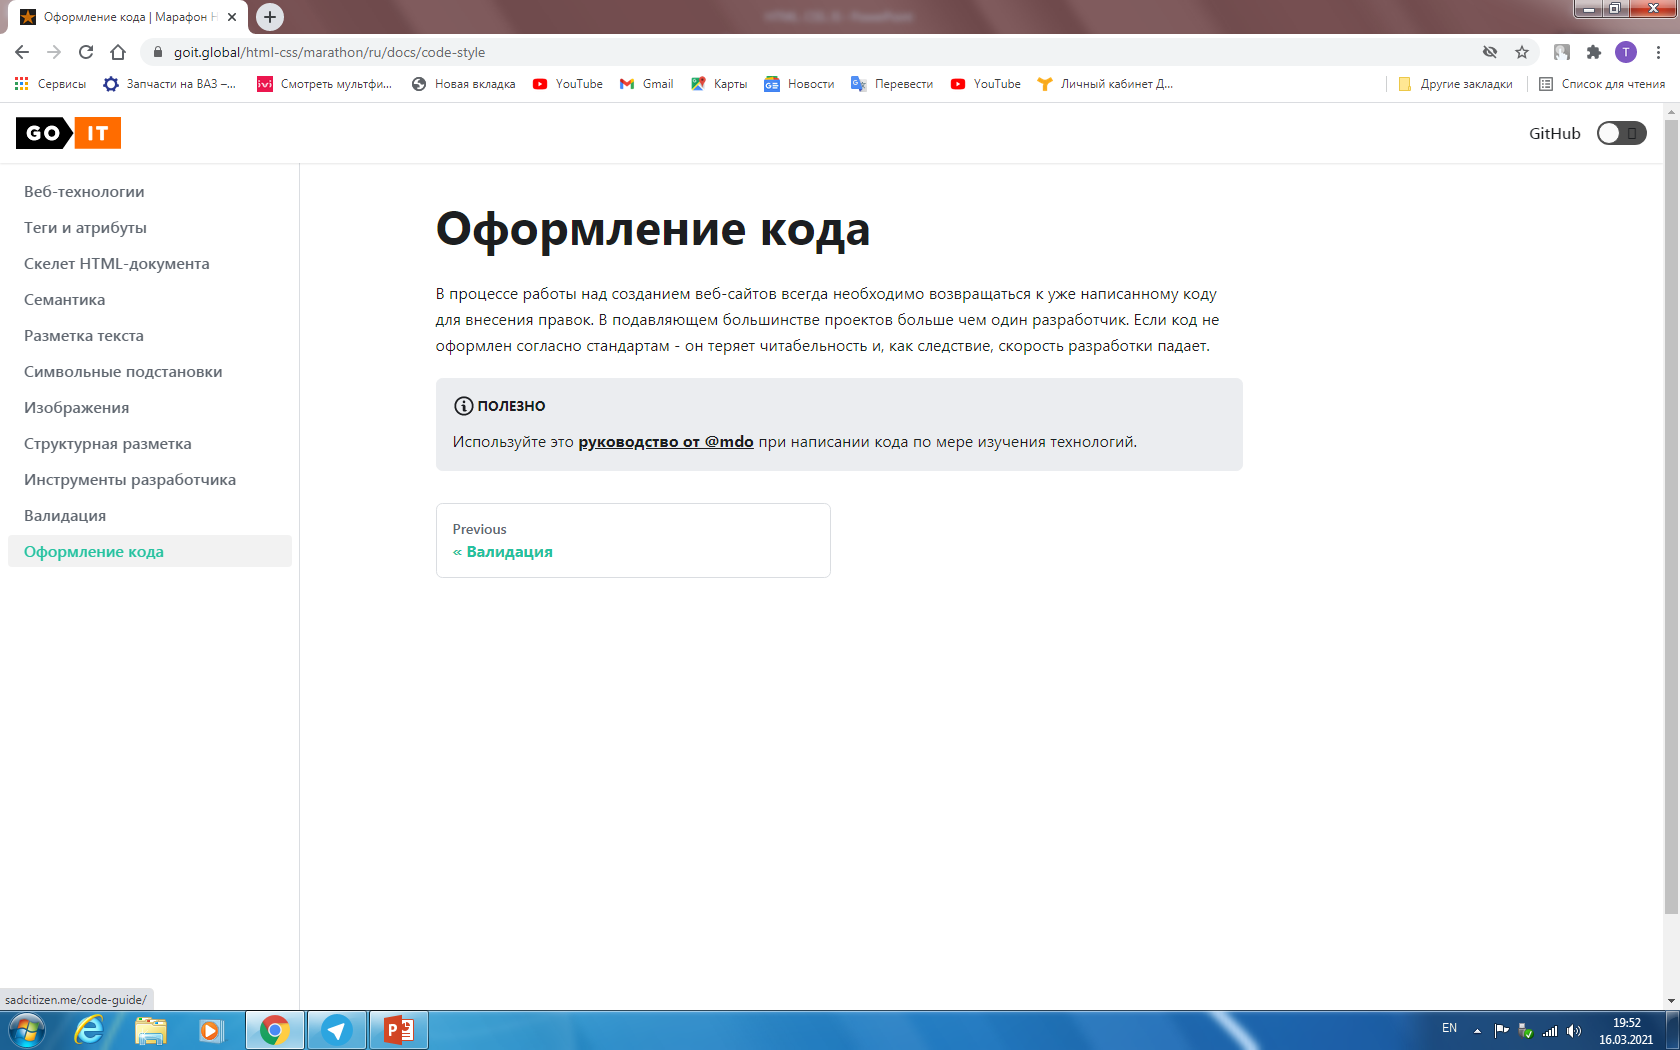 Оформление кода | Марафон H
goit.global/html-css/marathon/ru/docs/code-style
T
Сервисы
Запчасти на ВАЗ –...
ivi
Смотреть мультфи...
Новая вкладка
YouTube
Gmail
Карты
Новости
Перевести
YouTube
Личный кабинет Д...
Другие закладки
Список для чтения
GO IT
GitHub
Веб-технологии
Теги и атрибуты
Скелет HTML-документа
Семантика
Разметка текста
Символьные подстановки
Изображения
Структурная разметка
Инструменты разработчика
Валидация
Оформление кода
Оформление кода
В процессе работы над созданием веб-сайтов всегда необходимо возвращаться к уже написанному коду
для внесения правок. В подавляющем большинстве проектов больше чем один разработчик. Если код не
оформлен согласно стандартам - он теряет читабельность и, как следствие, скорость разработки падает.
ПОЛЕЗНО
Используйте это руководство от @mdo при написании кода по мере изучения технологий.
Previous
« Валидация
sadcitizen.me/code-guide/
EN
19:52
16.03.2021